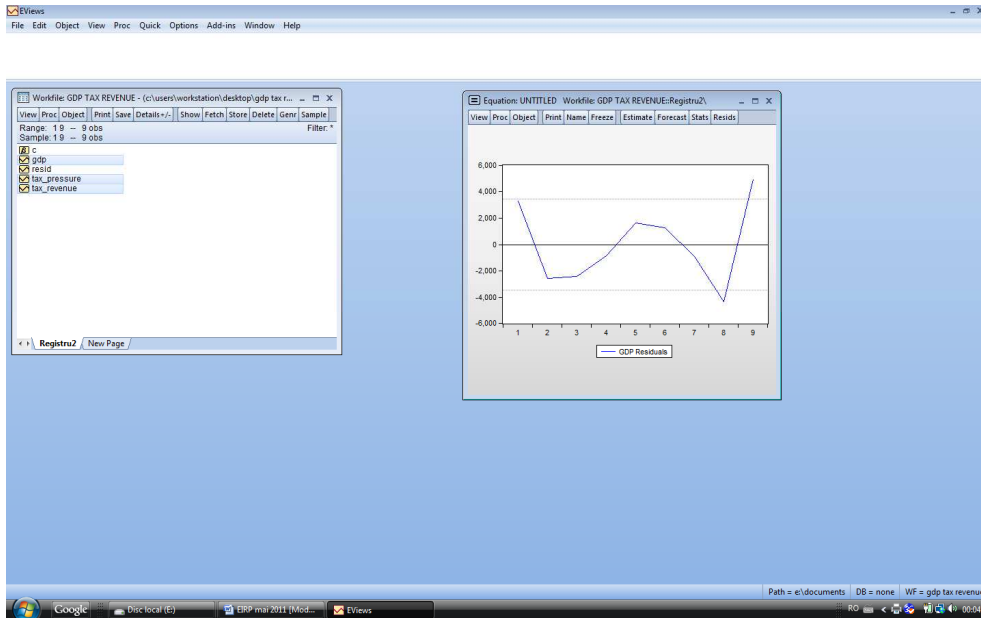 EViews
File Edit Object View Proc Quick Options Add-ins Window Help
Workfile: GDP TAX REVENUE - (c:\users\workstation\desktop\gdp tax r...
View Proc Object Print Save Details+/- Show Fetch Store Delete Genr Sample
Range: 1 9 -- 9 obs Filter: *
Sample: 1 9 -- 9 obs
β c
gdp
resid
tax_pressure
tax_revenue
Registru2 New Page
Equation: UNTITLED Workfile: GDP TAX REVENUE::Registru2\
View Proc Object Print Name Freeze Estimate Forecast Stats Resids
6,000
4,000
2,000
0
-2,000
-4,000
-6,000
1 2 3 4 5 6 7 8 9
GDP Residuals
Path = e:\documents DB = none WF = gdp tax revenue
Google Disc local (E:) EIRP mai 2011 [Mod... EViews RO 00:04